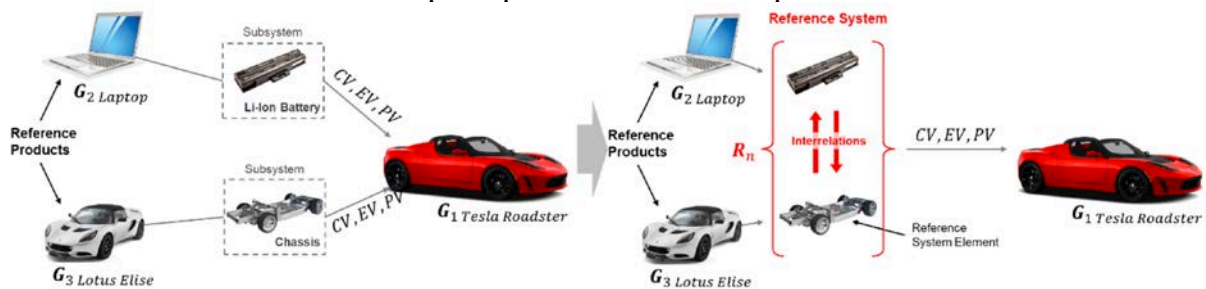 Subsystem
Li-Ion Battery
G₂ Laptop
CV, EV, PV
Reference
Products
Subsystem
Chassis
CV, EV, PV
G₃ Lotus Elise
G₁ Tesla Roadster
Reference System
G₂ Laptop
Reference
Products
Rₙ
Interrelations
CV, EV, PV
G₃ Lotus Elise
Reference
System Element
G₁ Tesla Roadster